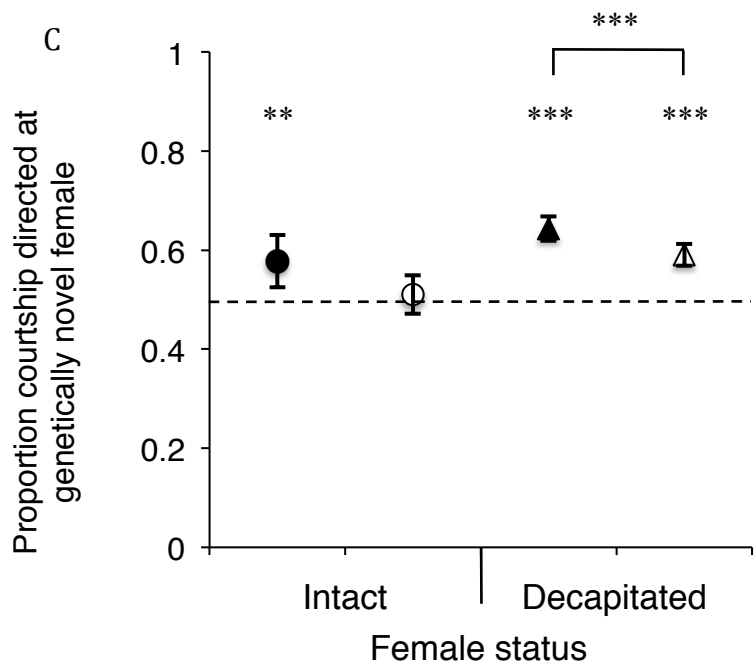 C
***
1
** *** ***
0.8
0.6
0.4
0.2
0
Proportion courtship directed at
genetically novel female
Intact
Decapitated
Female status